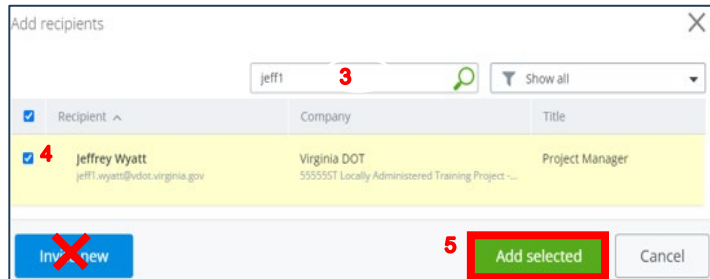 Add recipients
jeff1 3 Show all
Recipient Company Title
4 Jeffrey Wyatt Virginia DOT Project Manager
jeff1.wyatt@vdot.virginia.gov 55555ST Locally Administered Training Project -...
Invite new 5 Add selected Cancel